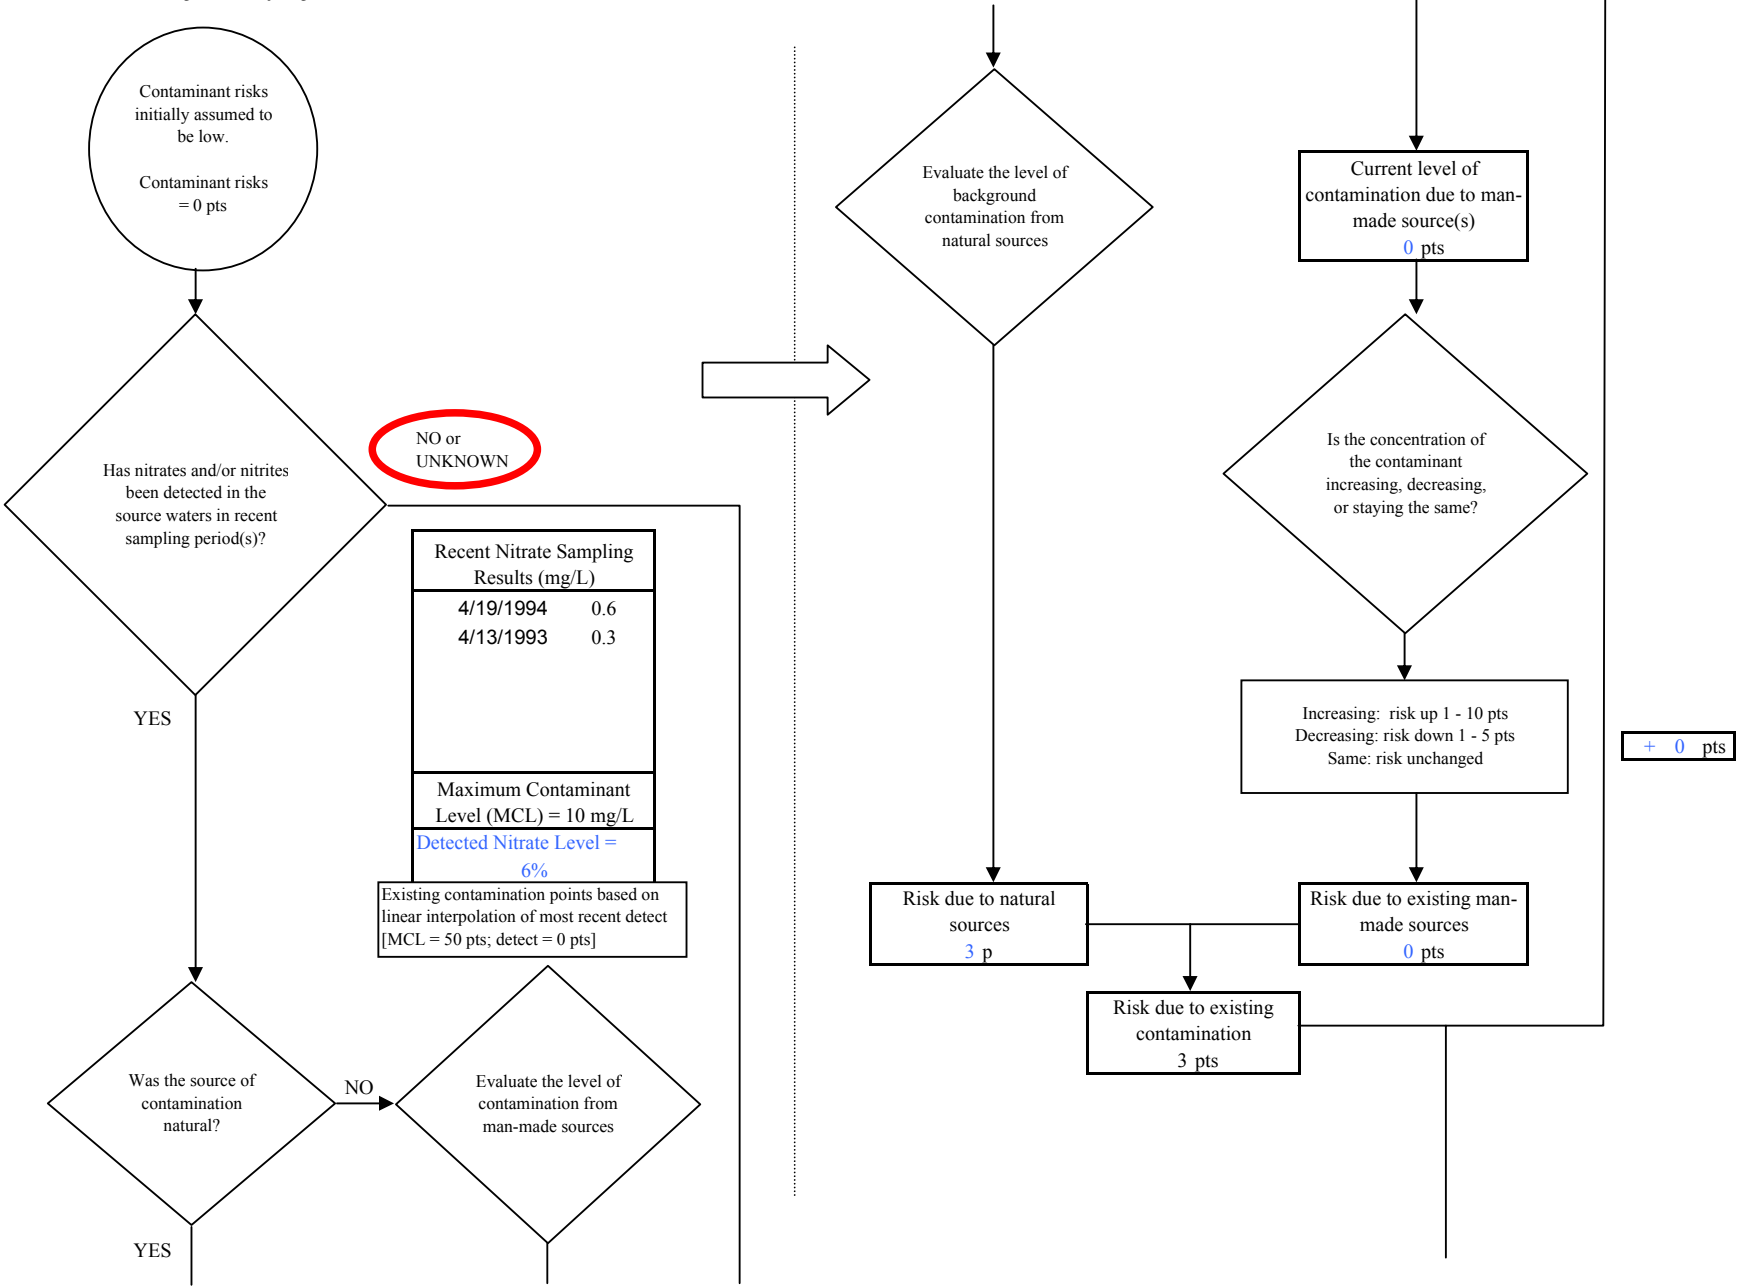 Contaminant risks
initially assumed to
be low.
Contaminant risks
= 0 pts
NO or
UNKNOWN
Has nitrates and/or nitrites
been detected in the
source waters in recent
sampling period(s)?
Recent Nitrate Sampling
Results (mg/L)
4/19/1994 0.6
4/13/1993 0.3
YES
Maximum Contaminant
Level (MCL) = 10 mg/L
Detected Nitrate Level =
6%
Existing contamination points based on
linear interpolation of most recent detect
[MCL = 50 pts; detect = 0 pts]
Was the source of
contamination
natural?
NO
Evaluate the level of
contamination from
man-made sources
YES
Evaluate the level of
background
contamination from
natural sources
Current level of
contamination due to man-
made source(s)
0 pts
Is the concentration of
the contaminant
increasing, decreasing,
or staying the same?
Increasing: risk up 1 - 10 pts
Decreasing: risk down 1 - 5 pts
Same: risk unchanged
+ 0 pts
Risk due to natural
sources
3 p
Risk due to existing man-
made sources
0 pts
Risk due to existing
contamination
3 pts